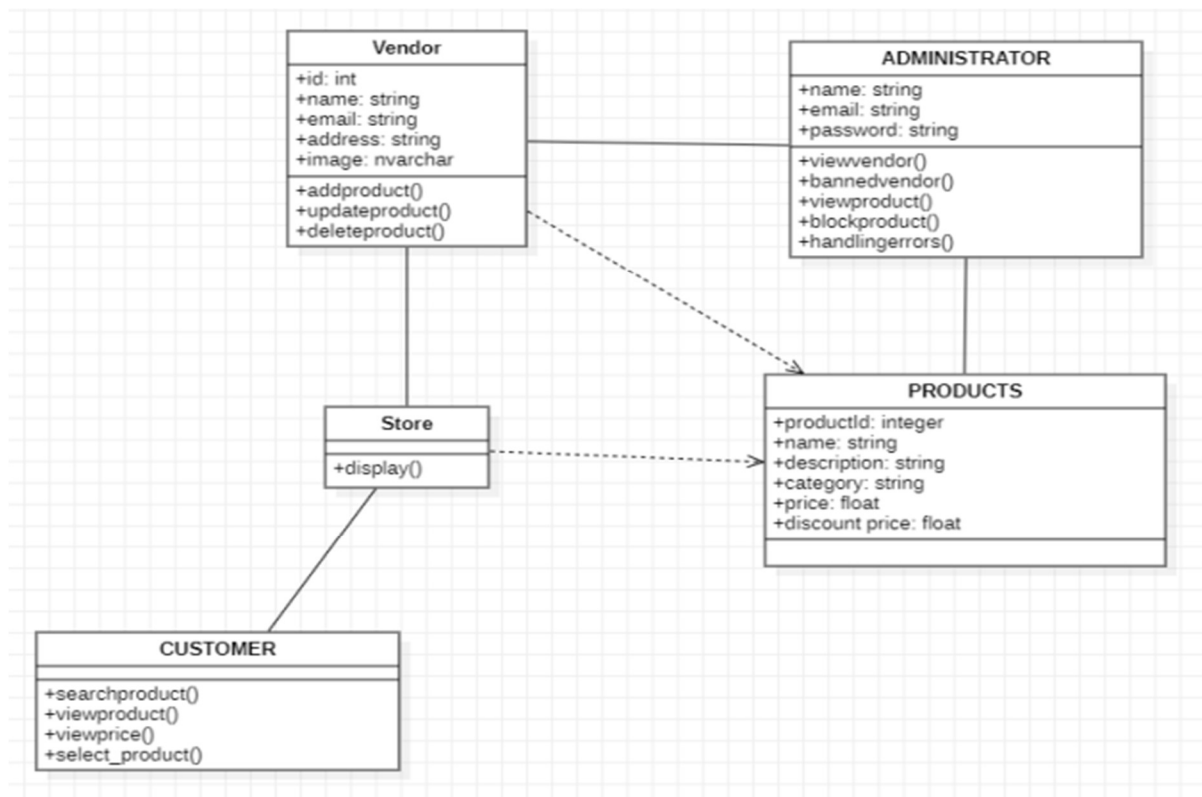 Vendor
+id: int
+name: string
+email: string
+address: string
+image: nvarchar
+addproduct()
+updateproduct()
+deleteproduct()
ADMINISTRATOR
+name: string
+email: string
+password: string
+viewvendor()
+bannedvendor()
+viewproduct()
+blockproduct()
+handlingerrors()
Store
+display()
PRODUCTS
+productId: integer
+name: string
+description: string
+category: string
+price: float
+discount price: float
CUSTOMER
+searchproduct()
+viewproduct()
+viewprice()
+select_product()